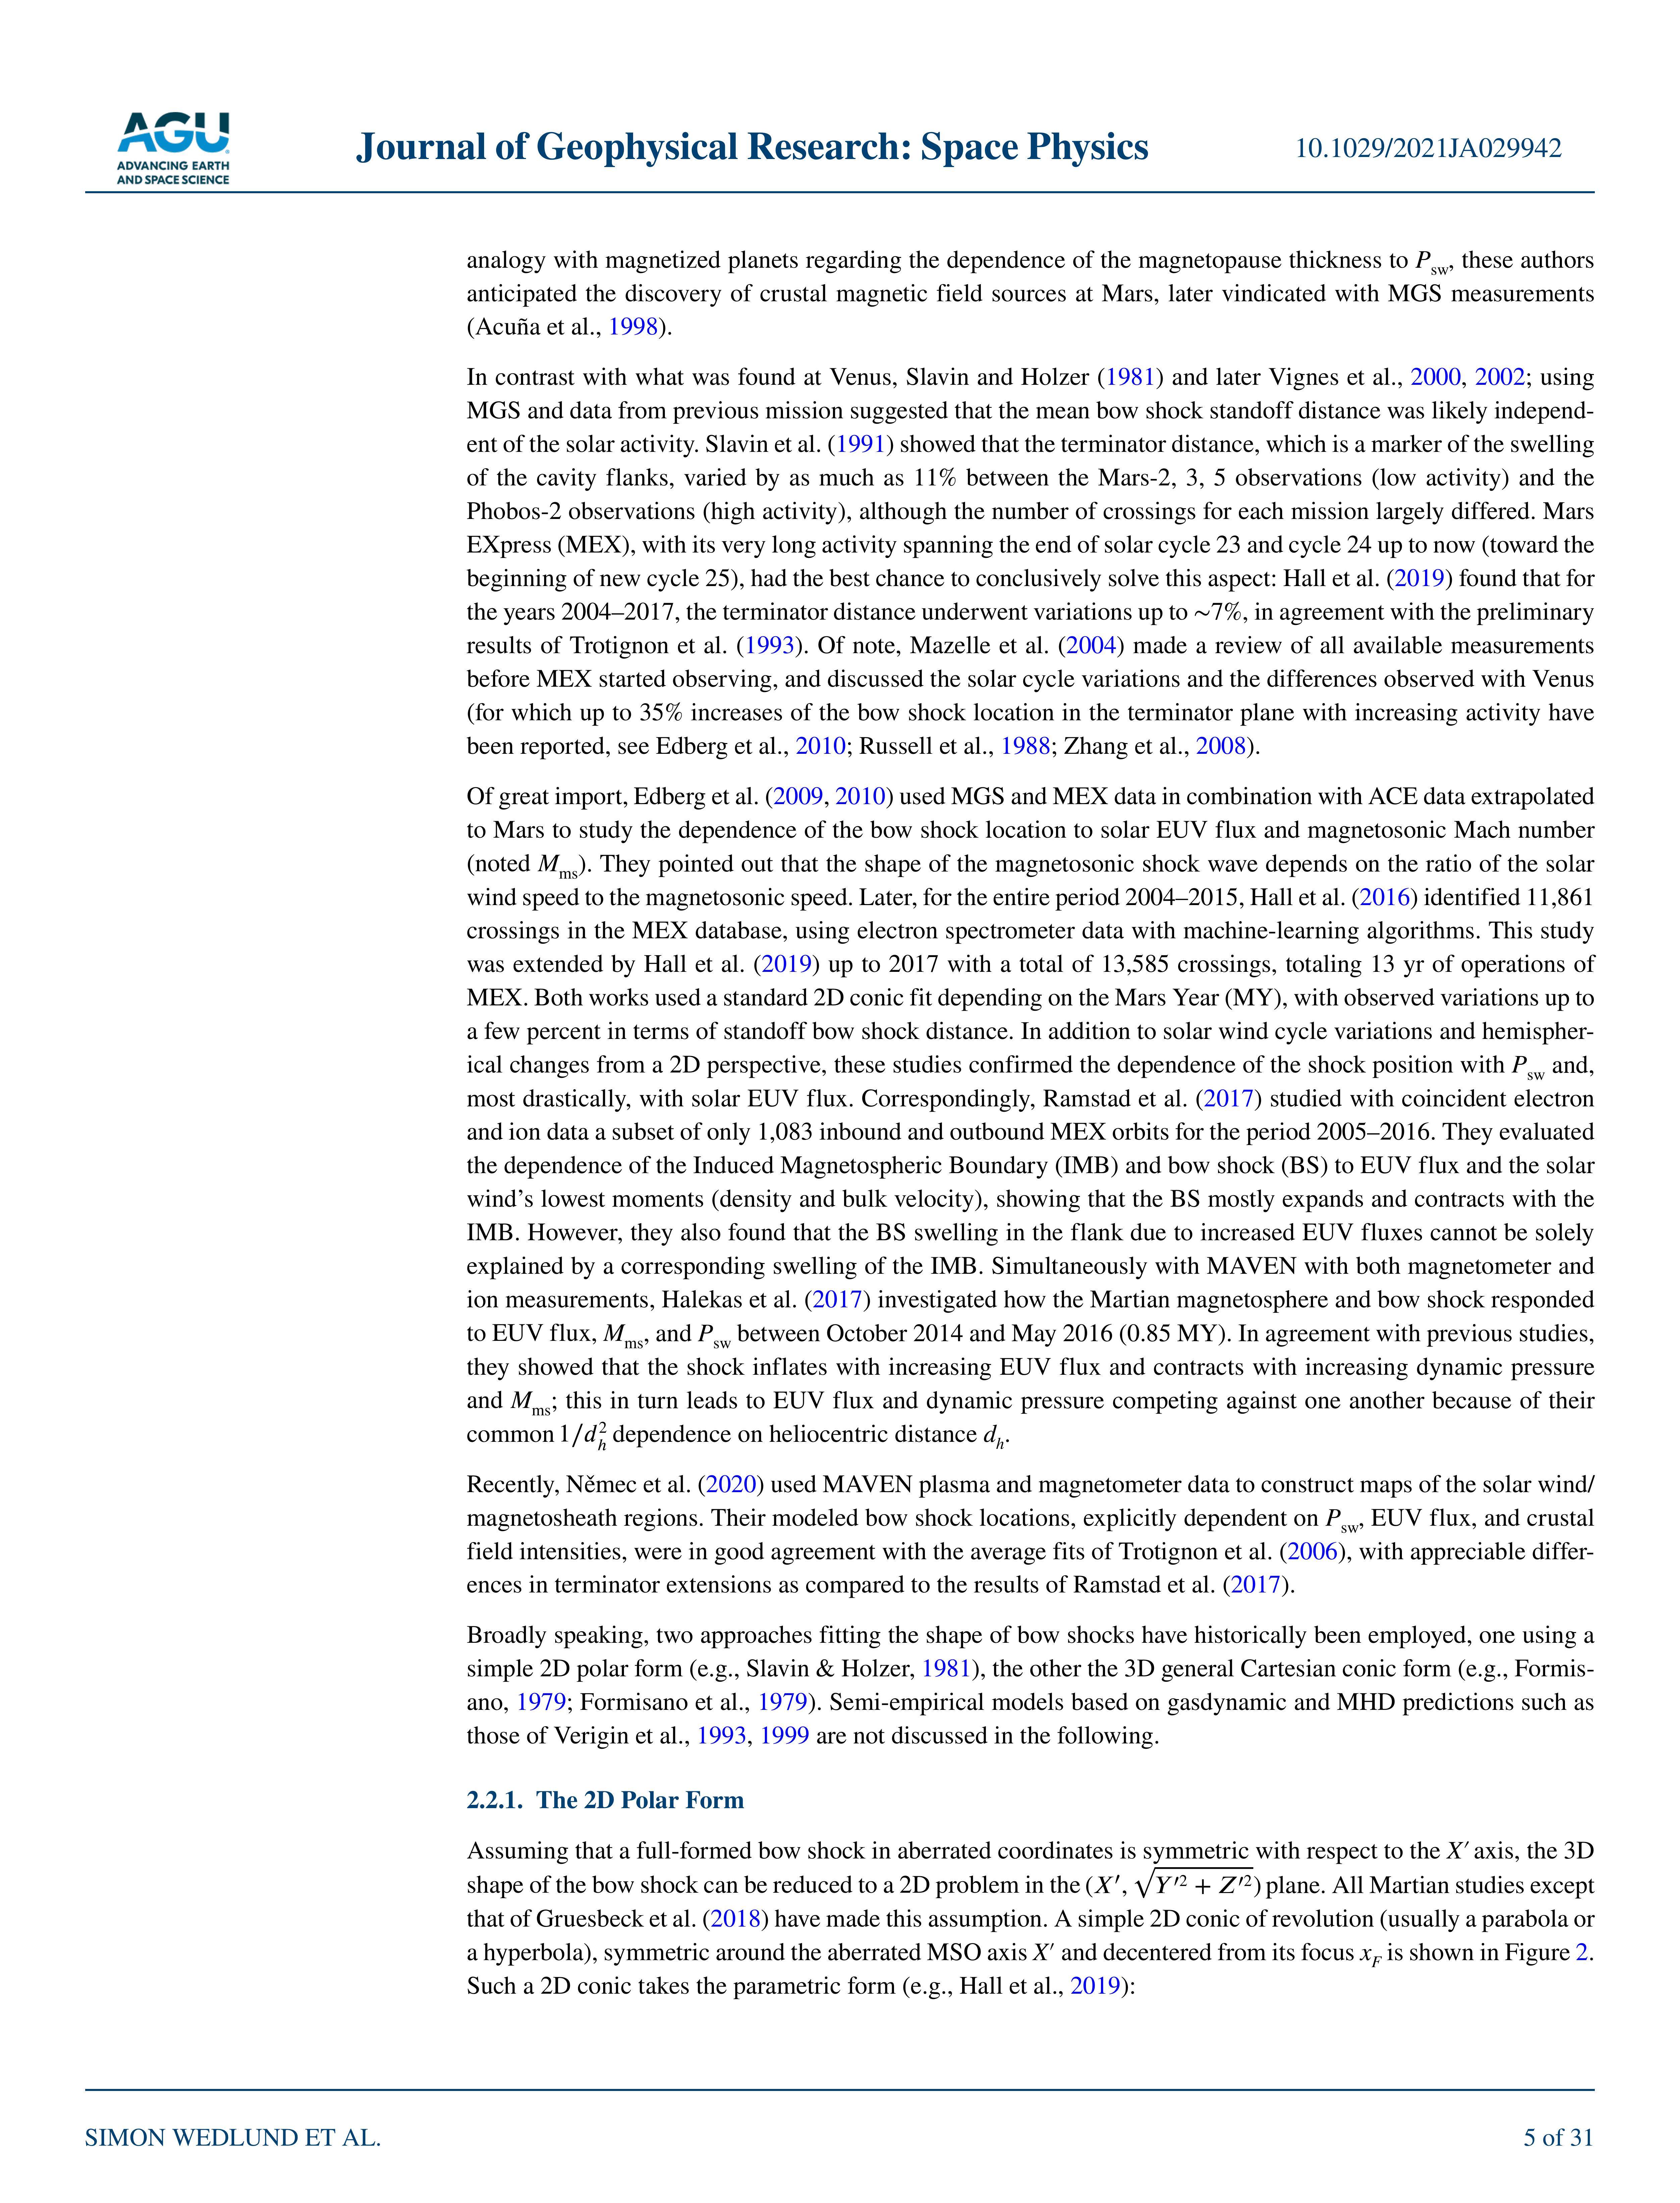 AGU
ADVANCING EARTH
AND SPACE SCIENCE
Journal of Geophysical Research: Space Physics
10.1029/2021JA029942
analogy with magnetized planets regarding the dependence of the magnetopause thickness to Psw, these authors
anticipated the discovery of crustal magnetic field sources at Mars, later vindicated with MGS measurements
(Acuña et al., 1998).
In contrast with what was found at Venus, Slavin and Holzer (1981) and later Vignes et al., 2000, 2002; using
MGS and data from previous mission suggested that the mean bow shock standoff distance was likely independ-
ent of the solar activity. Slavin et al. (1991) showed that the terminator distance, which is a marker of the swelling
of the cavity flanks, varied by as much as 11% between the Mars-2, 3, 5 observations (low activity) and the
Phobos-2 observations (high activity), although the number of crossings for each mission largely differed. Mars
EXpress (MEX), with its very long activity spanning the end of solar cycle 23 and cycle 24 up to now (toward the
beginning of new cycle 25), had the best chance to conclusively solve this aspect: Hall et al. (2019) found that for
the years 2004–2017, the terminator distance underwent variations up to ∼7%, in agreement with the preliminary
results of Trotignon et al. (1993). Of note, Mazelle et al. (2004) made a review of all available measurements
before MEX started observing, and discussed the solar cycle variations and the differences observed with Venus
(for which up to 35% increases of the bow shock location in the terminator plane with increasing activity have
been reported, see Edberg et al., 2010; Russell et al., 1988; Zhang et al., 2008).
Of great import, Edberg et al. (2009, 2010) used MGS and MEX data in combination with ACE data extrapolated
to Mars to study the dependence of the bow shock location to solar EUV flux and magnetosonic Mach number
(noted Mms). They pointed out that the shape of the magnetosonic shock wave depends on the ratio of the solar
wind speed to the magnetosonic speed. Later, for the entire period 2004–2015, Hall et al. (2016) identified 11,861
crossings in the MEX database, using electron spectrometer data with machine-learning algorithms. This study
was extended by Hall et al. (2019) up to 2017 with a total of 13,585 crossings, totaling 13 yr of operations of
MEX. Both works used a standard 2D conic fit depending on the Mars Year (MY), with observed variations up to
a few percent in terms of standoff bow shock distance. In addition to solar wind cycle variations and hemispher-
ical changes from a 2D perspective, these studies confirmed the dependence of the shock position with Psw and,
most drastically, with solar EUV flux. Correspondingly, Ramstad et al. (2017) studied with coincident electron
and ion data a subset of only 1,083 inbound and outbound MEX orbits for the period 2005–2016. They evaluated
the dependence of the Induced Magnetospheric Boundary (IMB) and bow shock (BS) to EUV flux and the solar
wind’s lowest moments (density and bulk velocity), showing that the BS mostly expands and contracts with the
IMB. However, they also found that the BS swelling in the flank due to increased EUV fluxes cannot be solely
explained by a corresponding swelling of the IMB. Simultaneously with MAVEN with both magnetometer and
ion measurements, Halekas et al. (2017) investigated how the Martian magnetosphere and bow shock responded
to EUV flux, Mms, and Psw between October 2014 and May 2016 (0.85 MY). In agreement with previous studies,
they showed that the shock inflates with increasing EUV flux and contracts with increasing dynamic pressure
and Mms; this in turn leads to EUV flux and dynamic pressure competing against one another because of their
common 1/d²h dependence on heliocentric distance dh.
Recently, Němec et al. (2020) used MAVEN plasma and magnetometer data to construct maps of the solar wind/
magnetosheath regions. Their modeled bow shock locations, explicitly dependent on Psw, EUV flux, and crustal
field intensities, were in good agreement with the average fits of Trotignon et al. (2006), with appreciable differ-
ences in terminator extensions as compared to the results of Ramstad et al. (2017).
Broadly speaking, two approaches fitting the shape of bow shocks have historically been employed, one using a
simple 2D polar form (e.g., Slavin & Holzer, 1981), the other the 3D general Cartesian conic form (e.g., Formis-
ano, 1979; Formisano et al., 1979). Semi-empirical models based on gasdynamic and MHD predictions such as
those of Verigin et al., 1993, 1999 are not discussed in the following.
2.2.1. The 2D Polar Form
Assuming that a full-formed bow shock in aberrated coordinates is symmetric with respect to the X′ axis, the 3D
shape of the bow shock can be reduced to a 2D problem in the (X′, √(Y′² + Z′²)) plane. All Martian studies except
that of Gruesbeck et al. (2018) have made this assumption. A simple 2D conic of revolution (usually a parabola or
a hyperbola), symmetric around the aberrated MSO axis X′ and decentered from its focus xF is shown in Figure 2.
Such a 2D conic takes the parametric form (e.g., Hall et al., 2019):
SIMON WEDLUND ET AL.
5 of 31